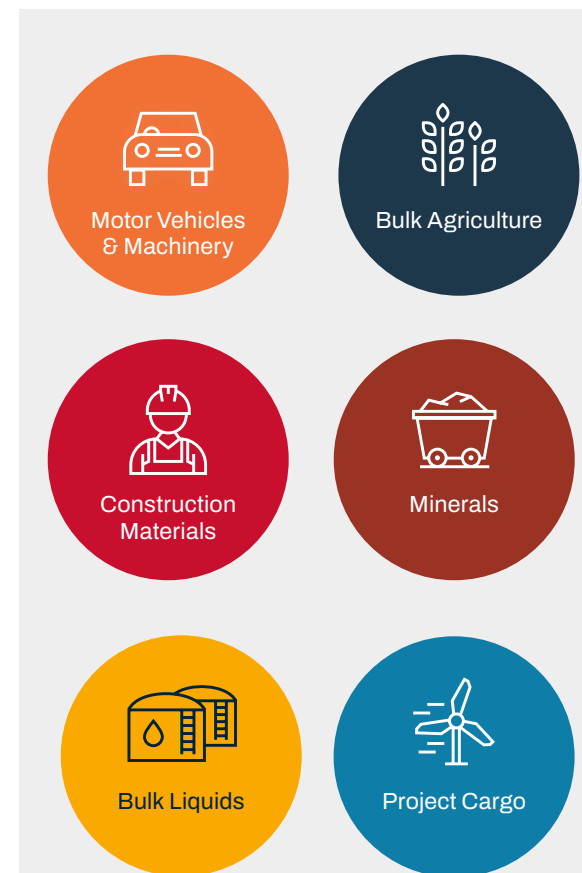 Motor Vehicles
& Machinery
Bulk Agriculture
Construction
Materials
Minerals
Bulk Liquids
Project Cargo